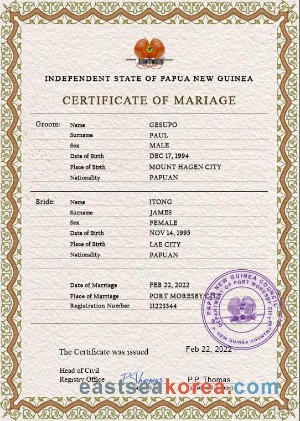 INDEPENDENT STATE OF PAPUA NEW GUINEA
CERTIFICATE OF MARIAGE
Groom: Name GESUPO
Surname PAUL
Sex MALE
Date of Birth DEC 17, 1994
Place of Birth MOUNT HAGEN CITY
Nationality PAPUAN
Bride: Name ITONG
Surname JAMES
Sex FEMALE
Date of Birth NOV 14, 1995
Place of Birth LAE CITY
Nationality PAPUAN
Date of Marriage FEB 22, 2022
Place of Marriage PORT MORESBY CITY
Registration Number 11223344
PAPUA NEW GUINEA COUNCIL
The Certificate was issued Feb 22, 2022
Head of Civil
Registry Office P.Thomas P.P. Thomas
eastseakorea.com